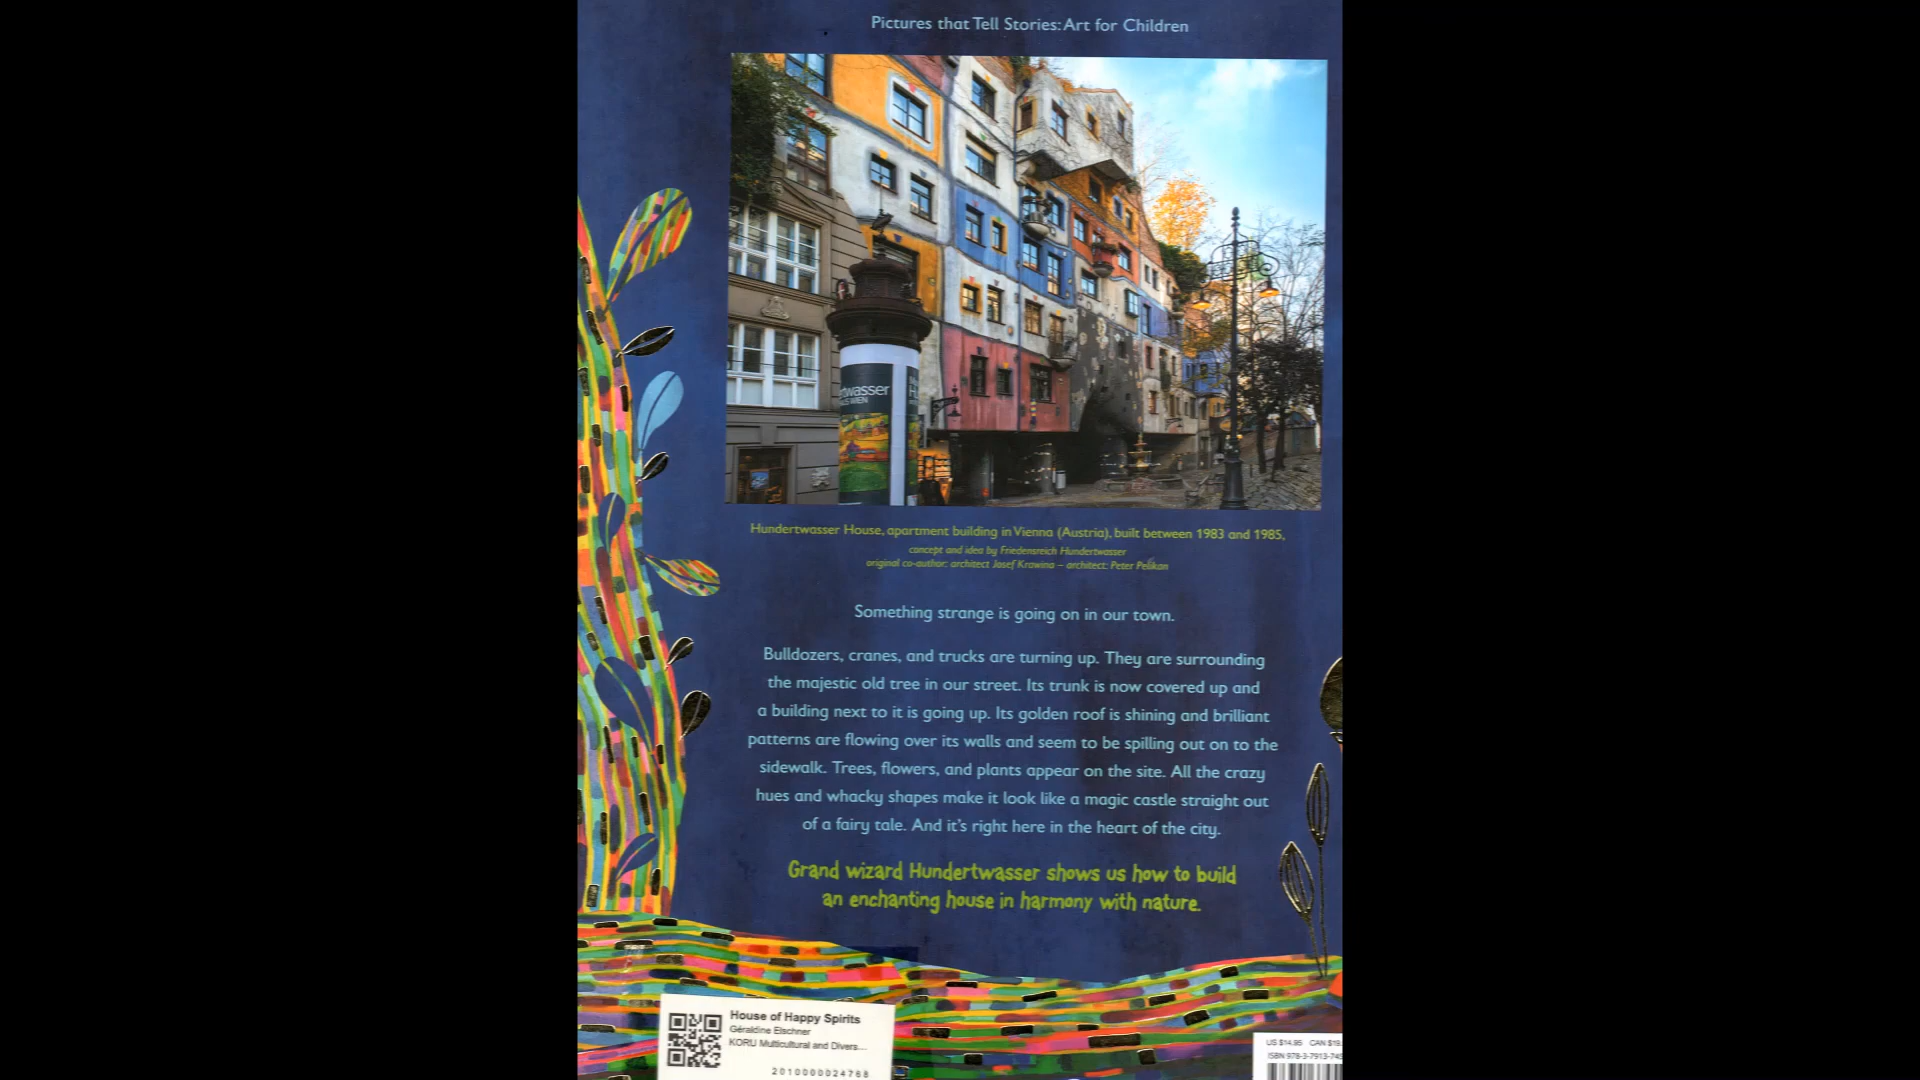 Pictures that Tell Stories: Art for Children
Hundertwasser House, apartment building in Vienna (Austria), built between 1983 and 1985,
concept and idea by Friedensreich Hundertwasser
original co-author: architect Josef Krawina – architect: Peter Pelikan
Something strange is going on in our town.
Bulldozers, cranes, and trucks are turning up. They are surrounding
the majestic old tree in our street. Its trunk is now covered up and
a building next to it is going up. Its golden roof is shining and brilliant
patterns are flowing over its walls and seem to be spilling out on to the
sidewalk. Trees, flowers, and plants appear on the site. All the crazy
hues and whacky shapes make it look like a magic castle straight out
of a fairy tale. And it's right here in the heart of the city.
Grand wizard Hundertwasser shows us how to build
an enchanting house in harmony with nature.
House of Happy Spirits
Géraldine Elschner
KORU Multicultural and Divers...
2010000024768
US $14.95 CAN $19.
ISBN 978-3-7913-745